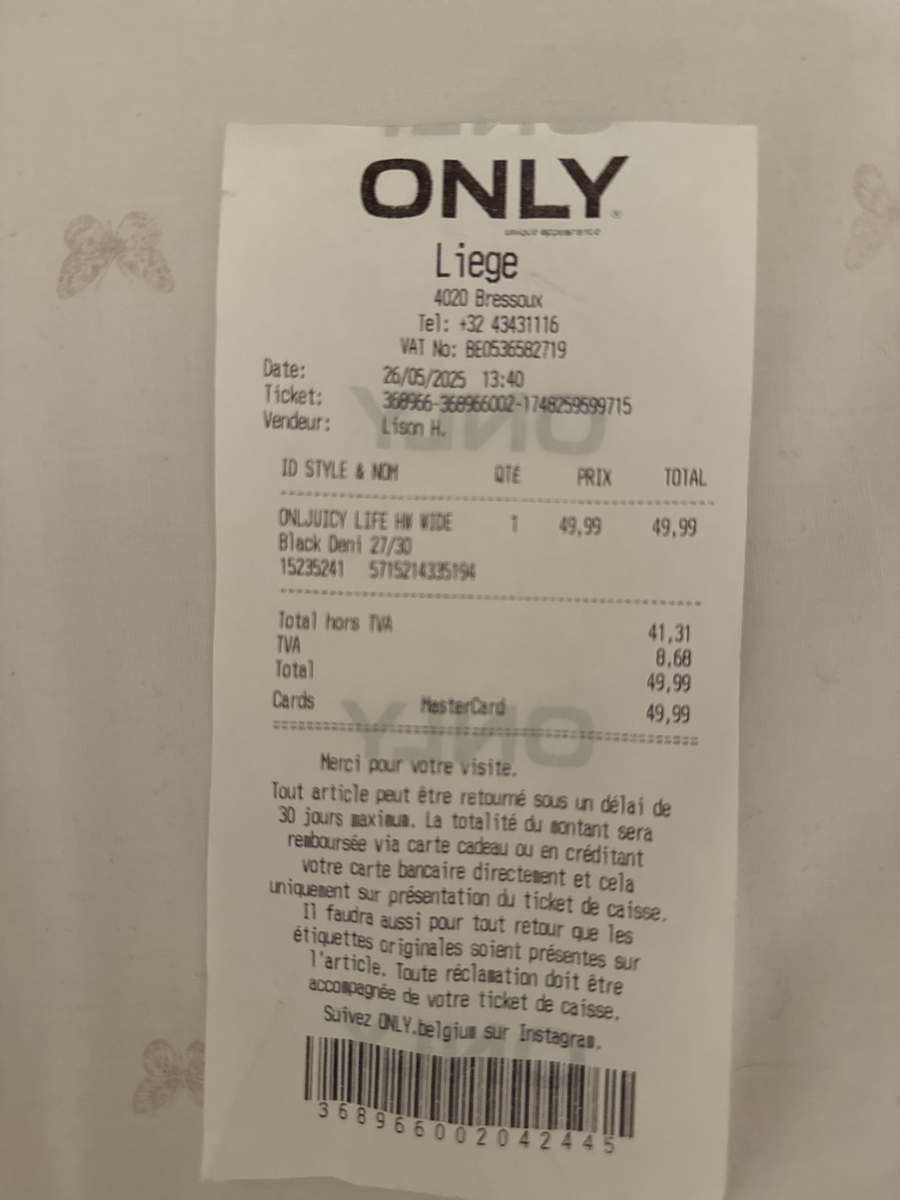 ONLY
unique appearance
Liege
4020 Bressoux
Tel: +32 43431116
VAT No: BE0536582719
Date: 26/05/2025 13:40
Ticket: 368966-368966002-1748259599715
Vendeur: Lison H.
ID STYLE & NOM QTÉ PRIX TOTAL
ONLJUICY LIFE HW WIDE 1 49,99 49,99
Black Deni 27/30
15235241 5715214335194
Total hors TVA 41,31
TVA 8,68
Total 49,99
Cards MasterCard 49,99
Merci pour votre visite.
Tout article peut être retourné sous un délai de
30 jours maximum. La totalité du montant sera
remboursée via carte cadeau ou en créditant
votre carte bancaire directement et cela
uniquement sur présentation du ticket de caisse.
Il faudra aussi pour tout retour que les
étiquettes originales soient présentes sur
l'article. Toute réclamation doit être
accompagnée de votre ticket de caisse.
Suivez ONLY.belgium sur Instagram.
368966002042445